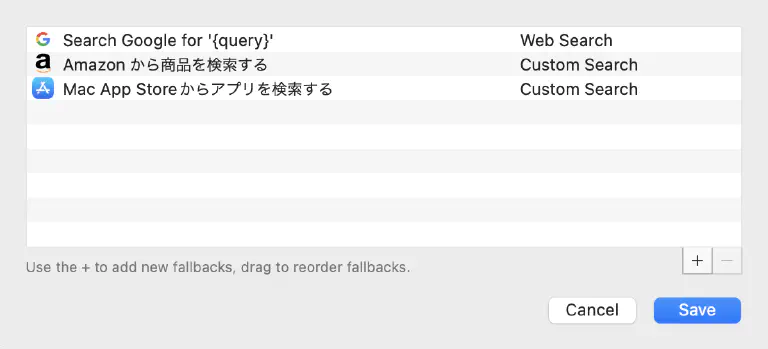 Search Google for '{query}' Web Search
Amazon から商品を検索する Custom Search
Mac App Storeからアプリを検索する Custom Search
Use the + to add new fallbacks, drag to reorder fallbacks.
+ −
Cancel Save